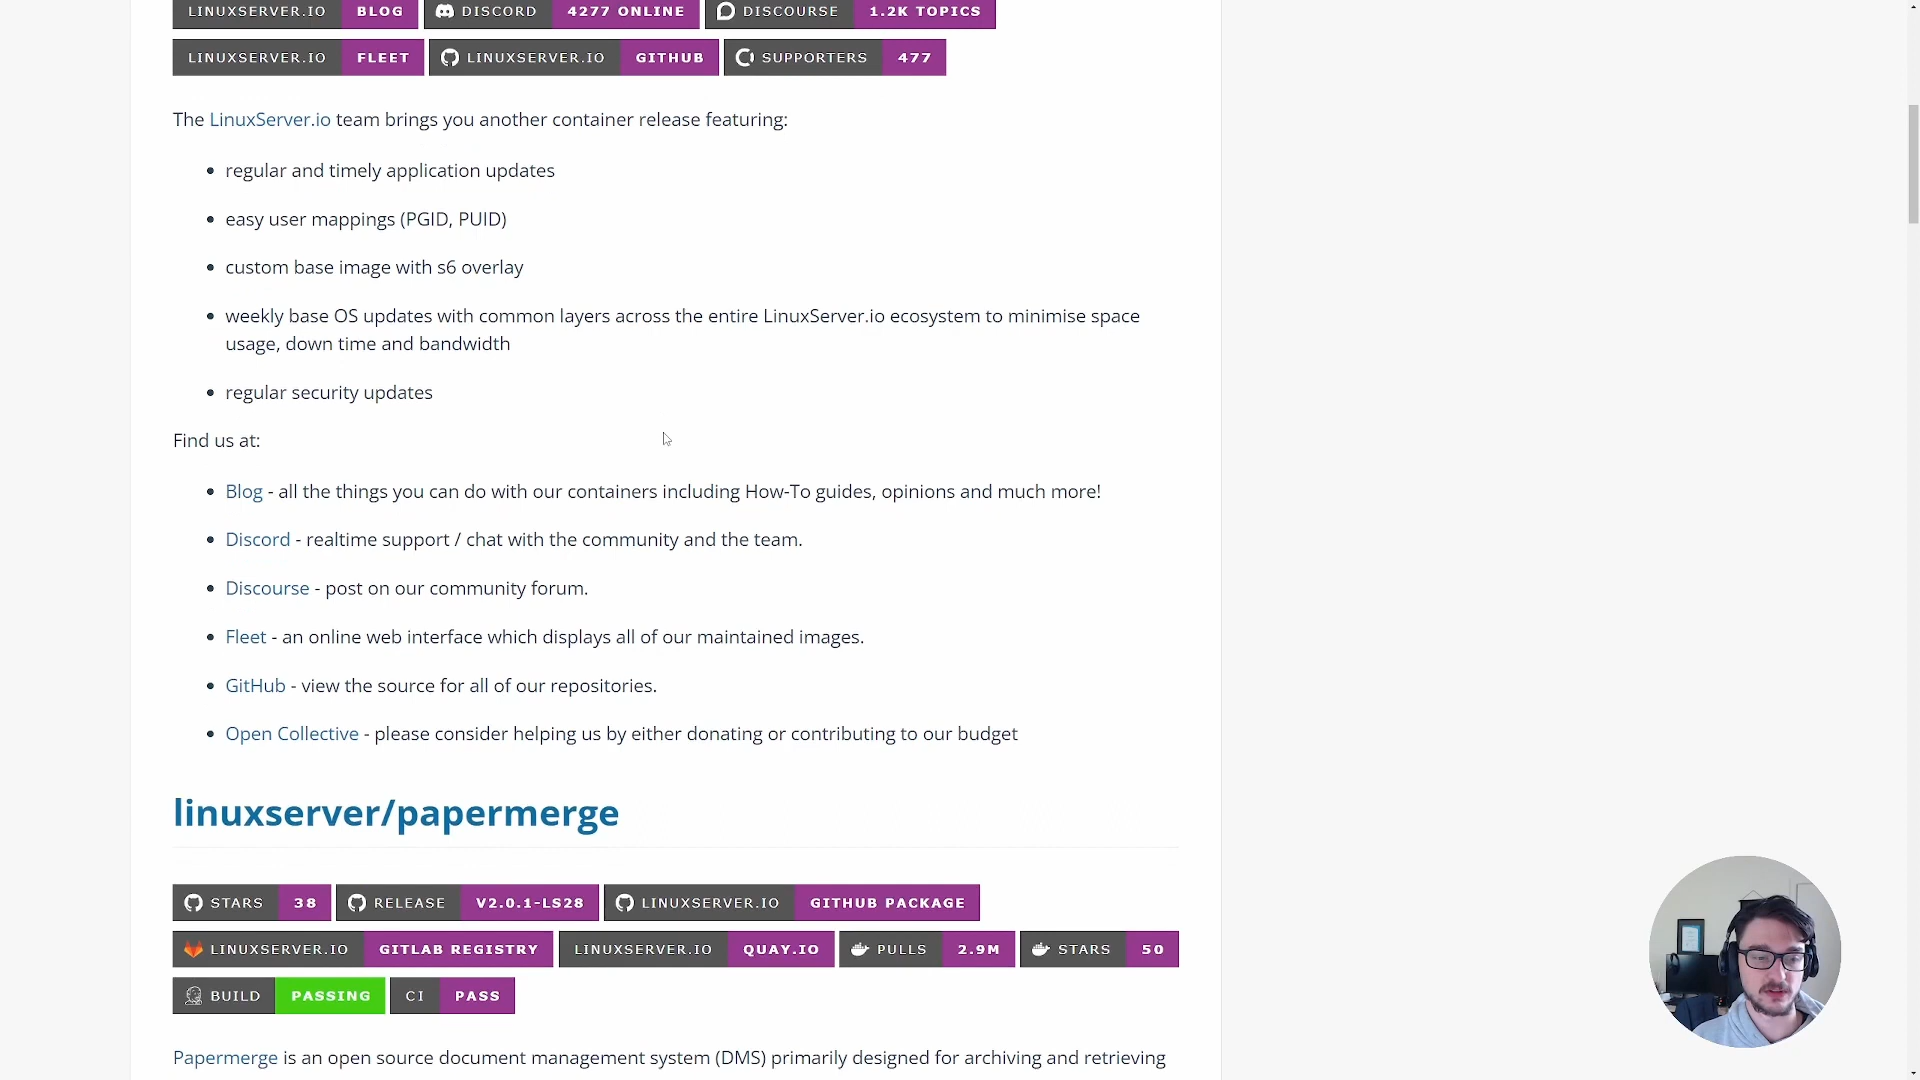 LINUXSERVER.IO BLOG DISCORD 4277 ONLINE DISCOURSE 1.2K TOPICS
LINUXSERVER.IO FLEET LINUXSERVER.IO GITHUB SUPPORTERS 477
The LinuxServer.io team brings you another container release featuring:
• regular and timely application updates
• easy user mappings (PGID, PUID)
• custom base image with s6 overlay
• weekly base OS updates with common layers across the entire LinuxServer.io ecosystem to minimise space
usage, down time and bandwidth
• regular security updates
Find us at:
• Blog - all the things you can do with our containers including How-To guides, opinions and much more!
• Discord - realtime support / chat with the community and the team.
• Discourse - post on our community forum.
• Fleet - an online web interface which displays all of our maintained images.
• GitHub - view the source for all of our repositories.
• Open Collective - please consider helping us by either donating or contributing to our budget
linuxserver/papermerge
STARS 38 RELEASE V2.0.1-LS28 LINUXSERVER.IO GITHUB PACKAGE
LINUXSERVER.IO GITLAB REGISTRY LINUXSERVER.IO QUAY.IO PULLS 2.9M STARS 50
BUILD PASSING CI PASS
Papermerge is an open source document management system (DMS) primarily designed for archiving and retrieving